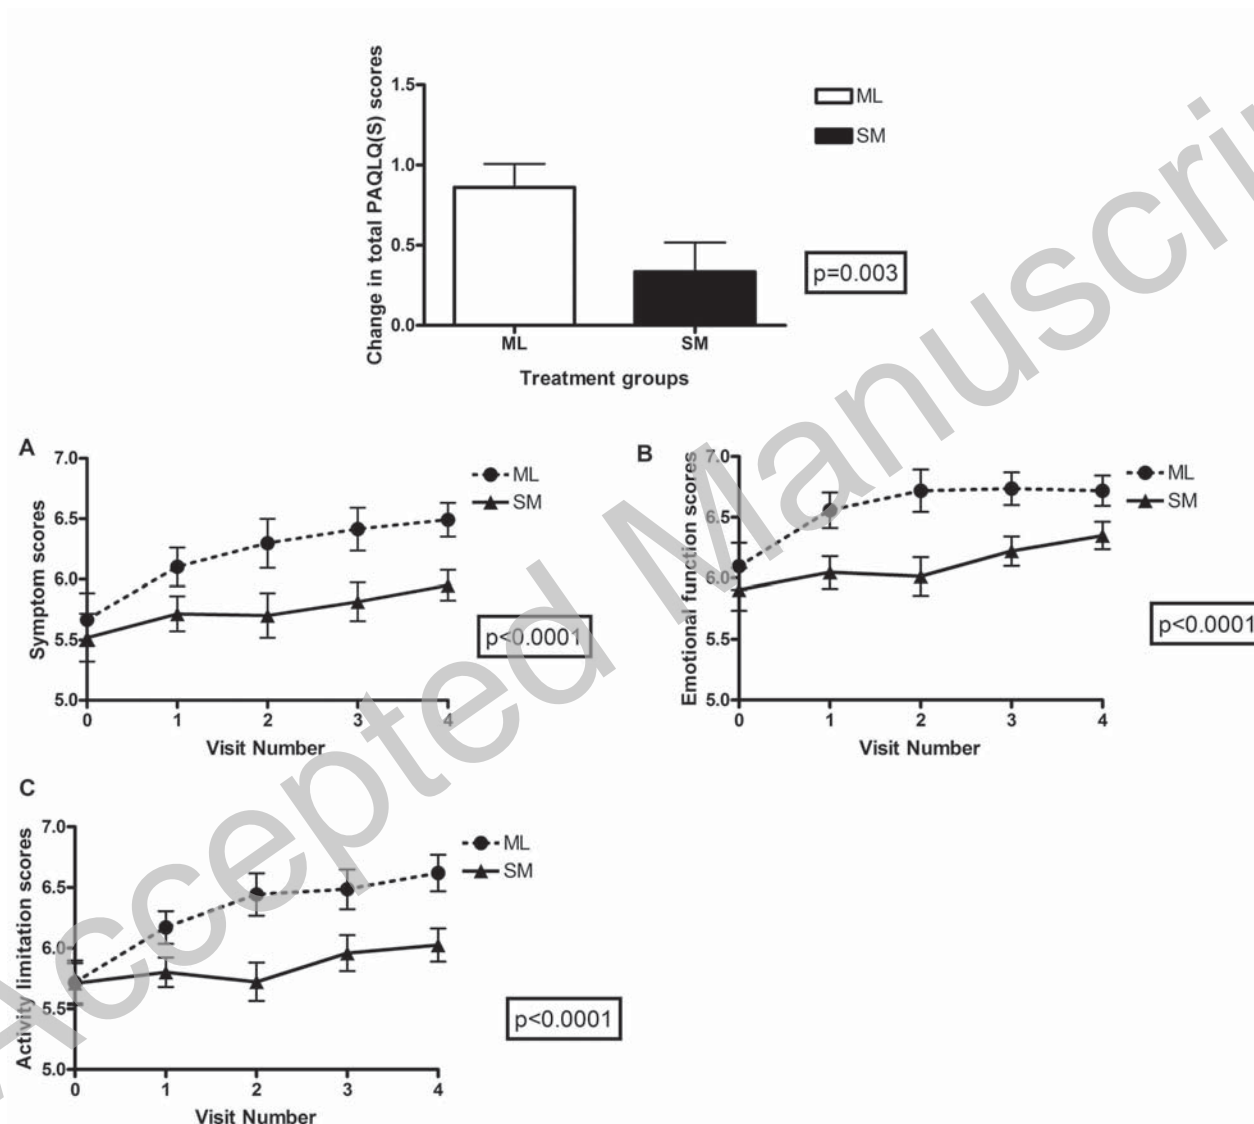 Change in total PAQLQ(S) scores
1.5
1.0
0.5
0.0
ML
SM
Treatment groups
ML
SM
p=0.003
A
Symptom scores
7.0
6.5
6.0
5.5
5.0
0 1 2 3 4
Visit Number
ML
SM
p<0.0001
B
Emotional function scores
7.0
6.5
6.0
5.5
5.0
0 1 2 3 4
Visit Number
ML
SM
p<0.0001
C
Activity limitation scores
7.0
6.5
6.0
5.5
5.0
0 1 2 3 4
Visit Number
ML
SM
p<0.0001
Accepted Manuscri